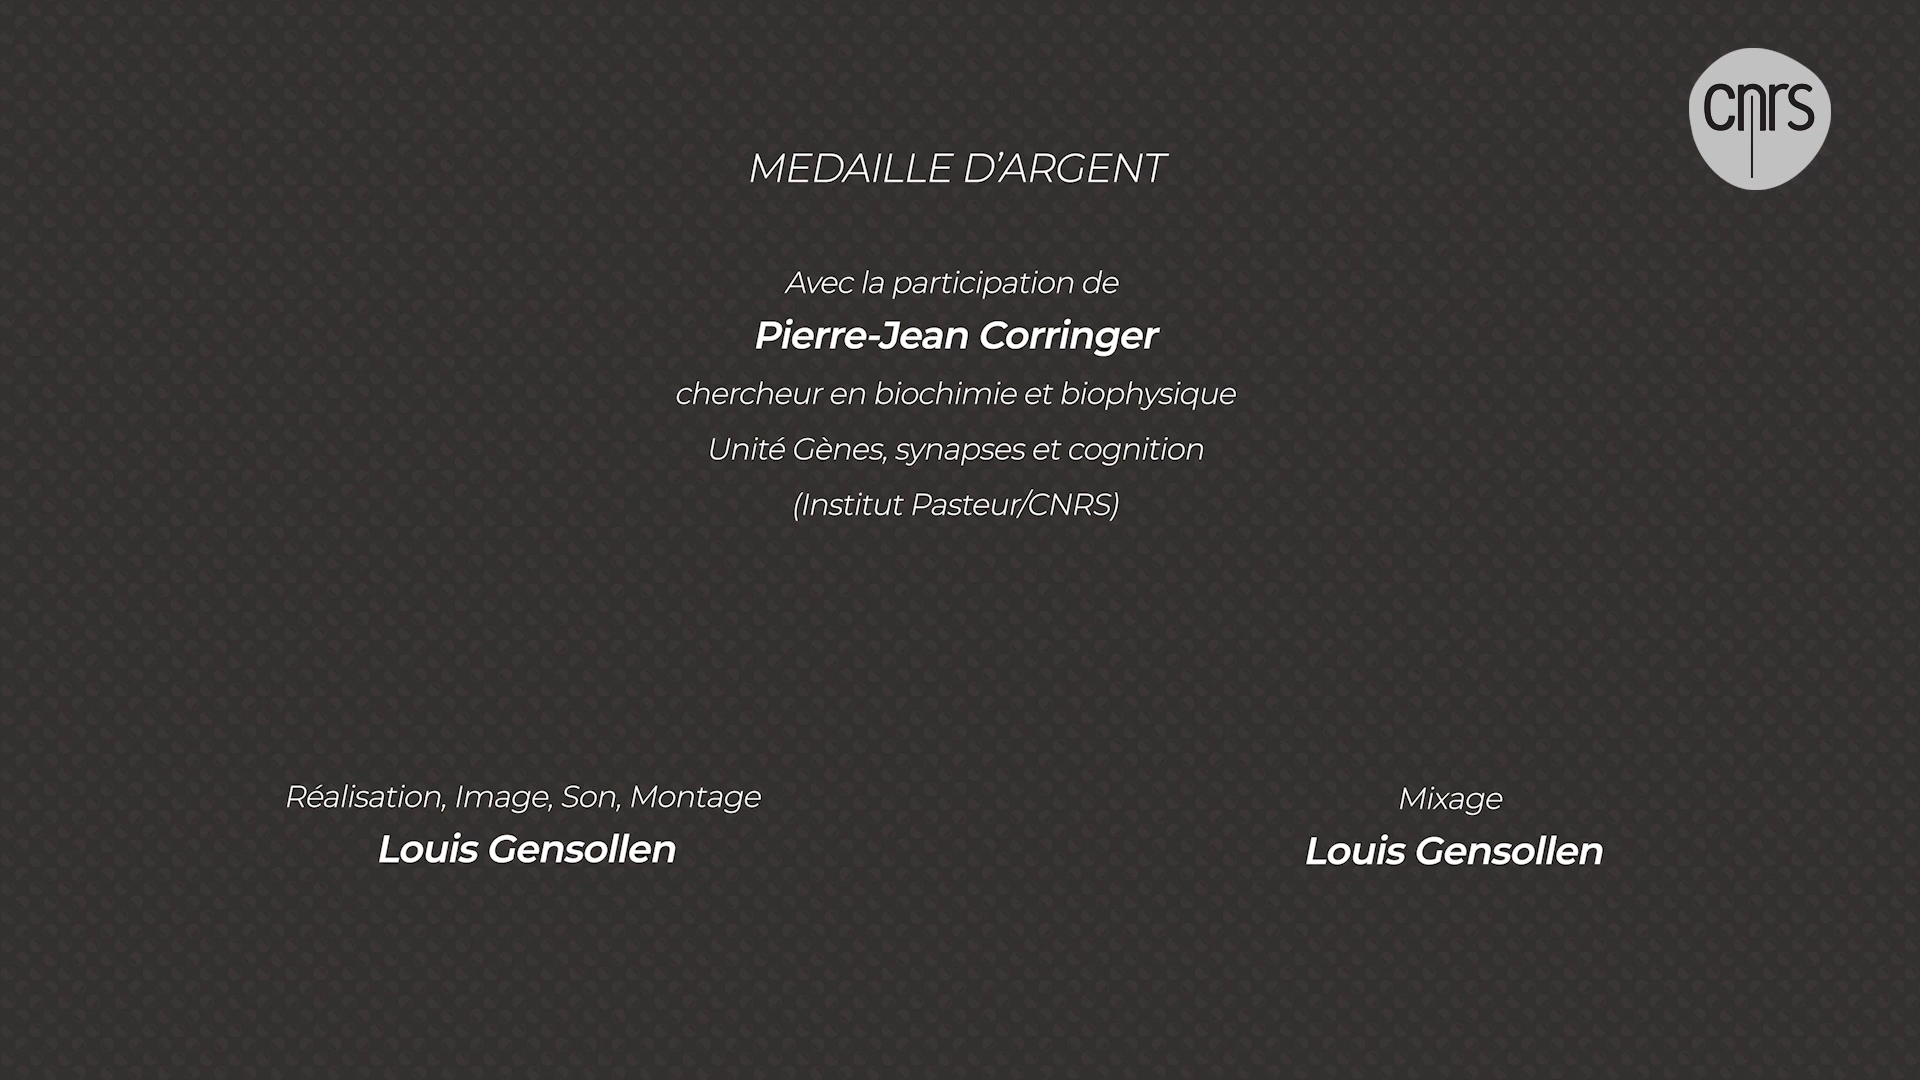 cnrs
MEDAILLE D’ARGENT
Avec la participation de
Pierre-Jean Corringer
chercheur en biochimie et biophysique
Unité Gènes, synapses et cognition
(Institut Pasteur/CNRS)
Réalisation, Image, Son, Montage
Louis Gensollen
Mixage
Louis Gensollen